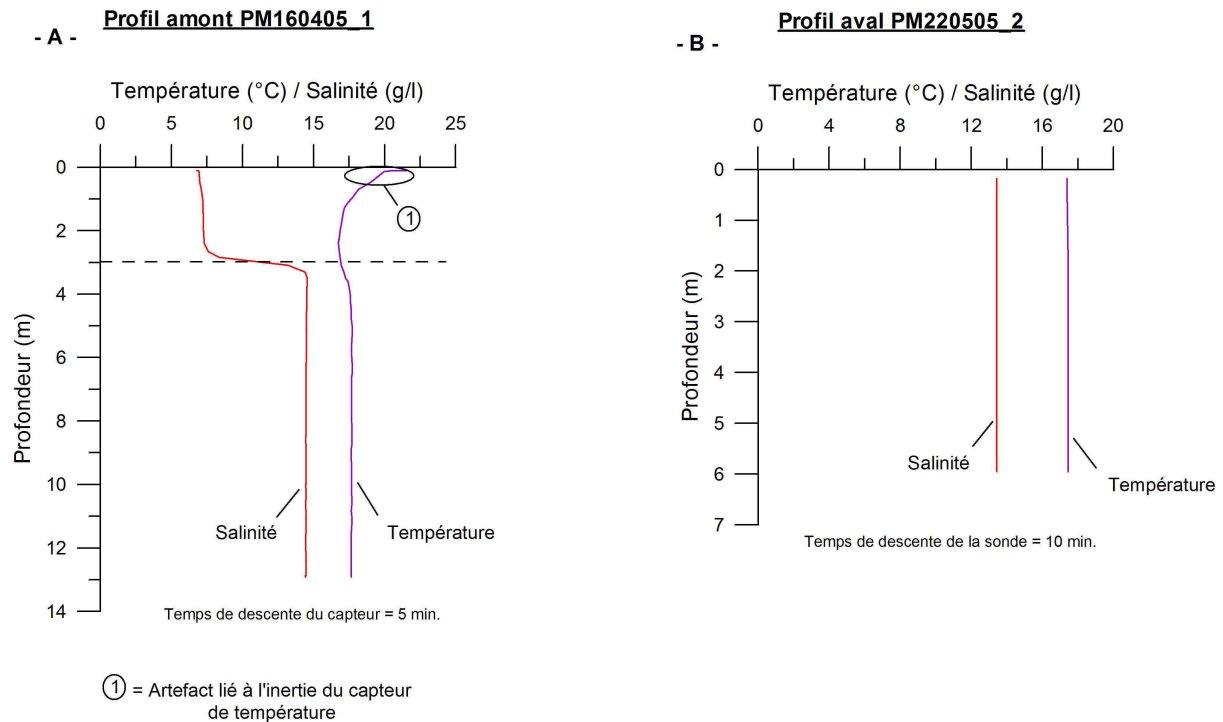 Profil amont PM160405_1
- A -
Température (°C) / Salinité (g/l)
0 5 10 15 20 25
0
2
4
6
8
10
12
14
Profondeur (m)
1
Salinité
Température
Temps de descente du capteur = 5 min.
1 = Artefact lié à l'inertie du capteur
de température
Profil aval PM220505_2
- B -
Température (°C) / Salinité (g/l)
0 4 8 12 16 20
0
1
2
3
4
5
6
7
Profondeur (m)
Salinité
Température
Temps de descente de la sonde = 10 min.